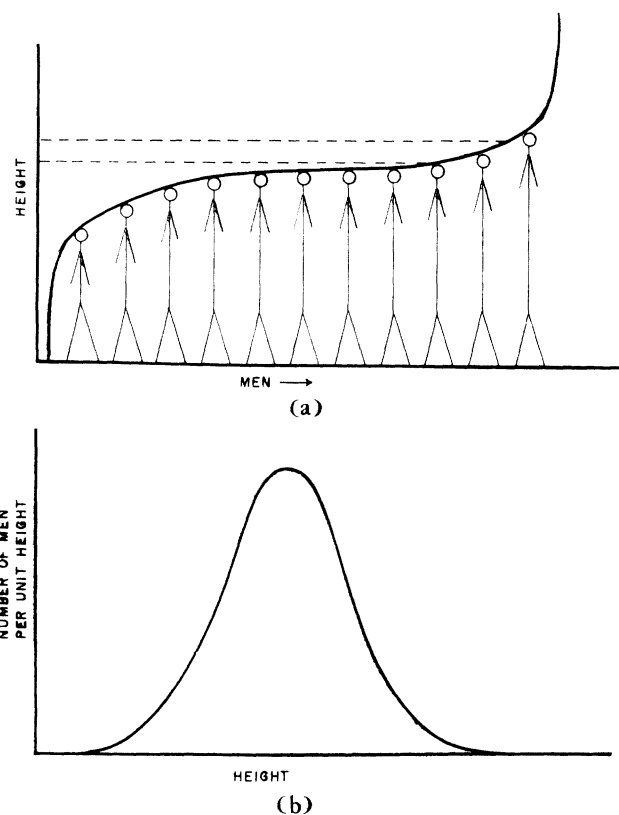 HEIGHT
MEN
(a)
NUMBER OF MEN
PER UNIT HEIGHT
HEIGHT
(b)